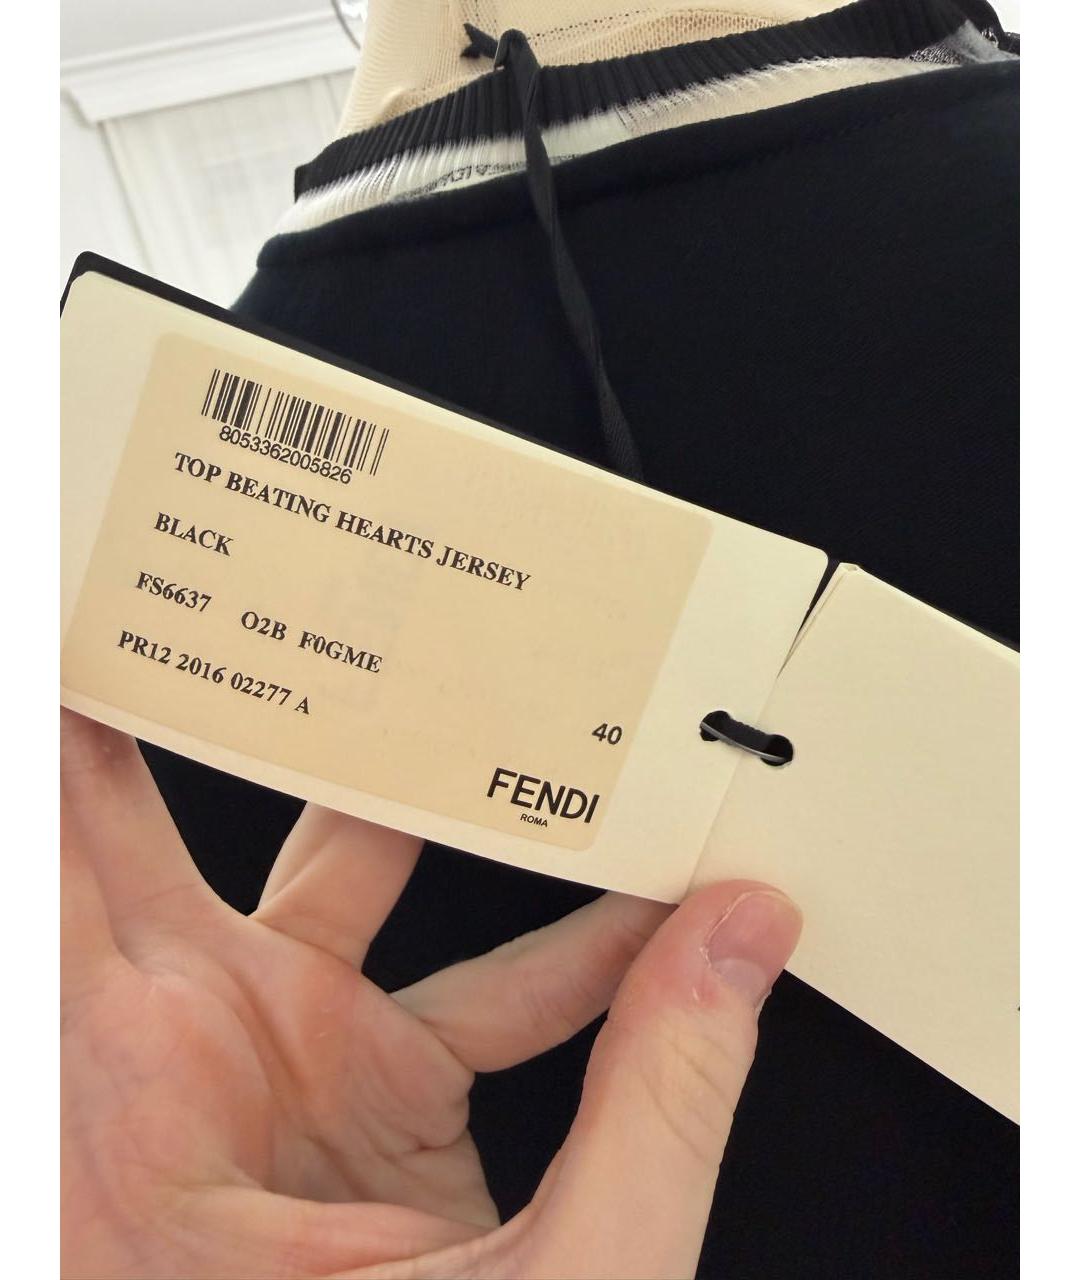 8053362005826
TOP BEATING HEARTS JERSEY
BLACK
FS6637 O2B F0GME
PR12 2016 02277 A
40
FENDI
ROMA